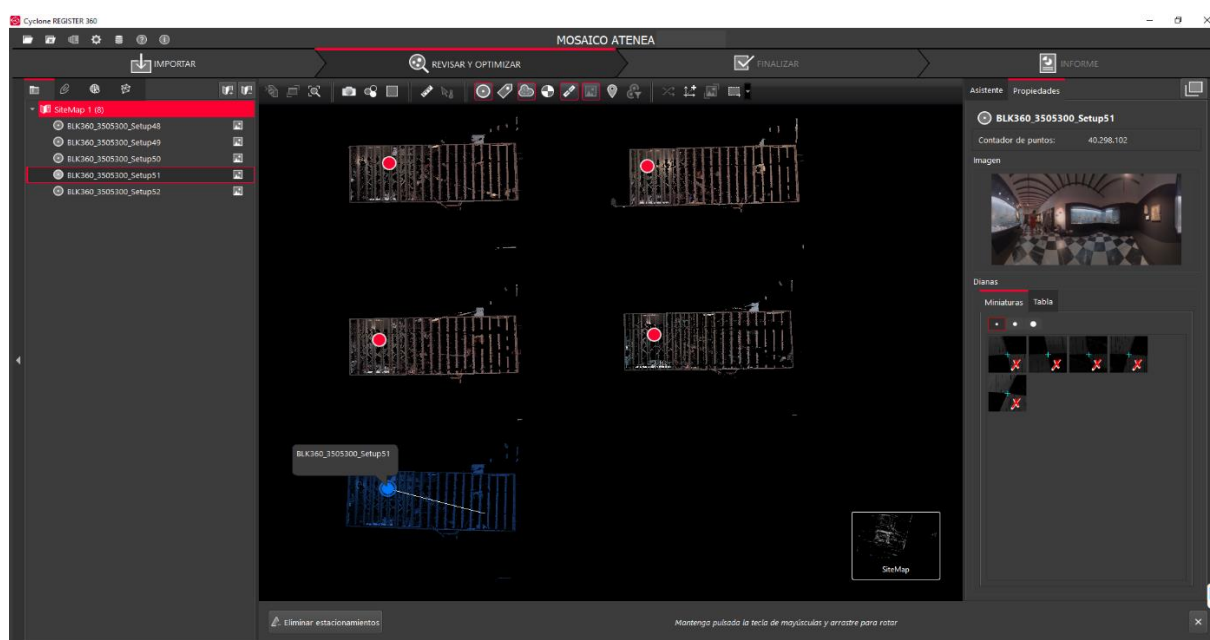 Cyclone REGISTER 360
MOSAICO ATENEA
IMPORTAR
REVISAR Y OPTIMIZAR
FINALIZAR
INFORME
SiteMap 1 (8)
BLK360_3505300_Setup48
BLK360_3505300_Setup49
BLK360_3505300_Setup50
BLK360_3505300_Setup51
BLK360_3505300_Setup52
BLK360_3505300_Setup51
SiteMap
Eliminar estacionamientos
Mantenga pulsada la tecla de mayúsculas y arrastre para rotar
Asistente Propiedades
BLK360_3505300_Setup51
Contador de puntos: 40.298.102
Imagen
Dianas
Miniaturas Tabla